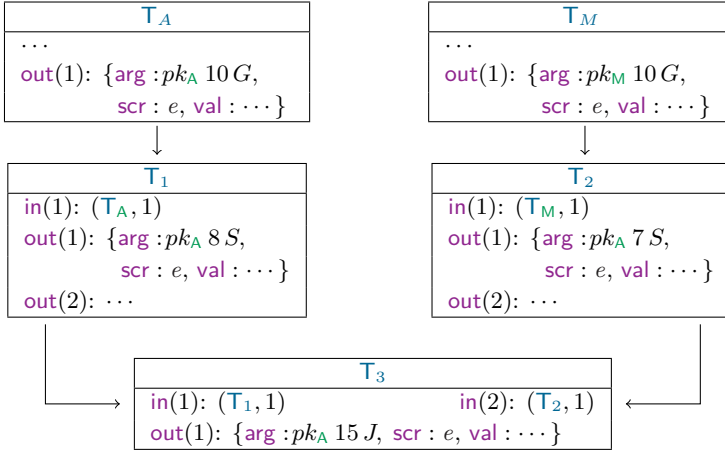 T_A
...
out(1): {arg : pk_A 10 G,
scr : e, val : ⋯}
T_M
...
out(1): {arg : pk_M 10 G,
scr : e, val : ⋯}
T_1
in(1): (T_A, 1)
out(1): {arg : pk_A 8 S,
scr : e, val : ⋯}
out(2): ⋯
T_2
in(1): (T_M, 1)
out(1): {arg : pk_A 7 S,
scr : e, val : ⋯}
out(2): ⋯
T_3
in(1): (T_1, 1) in(2): (T_2, 1)
out(1): {arg : pk_A 15 J, scr : e, val : ⋯}